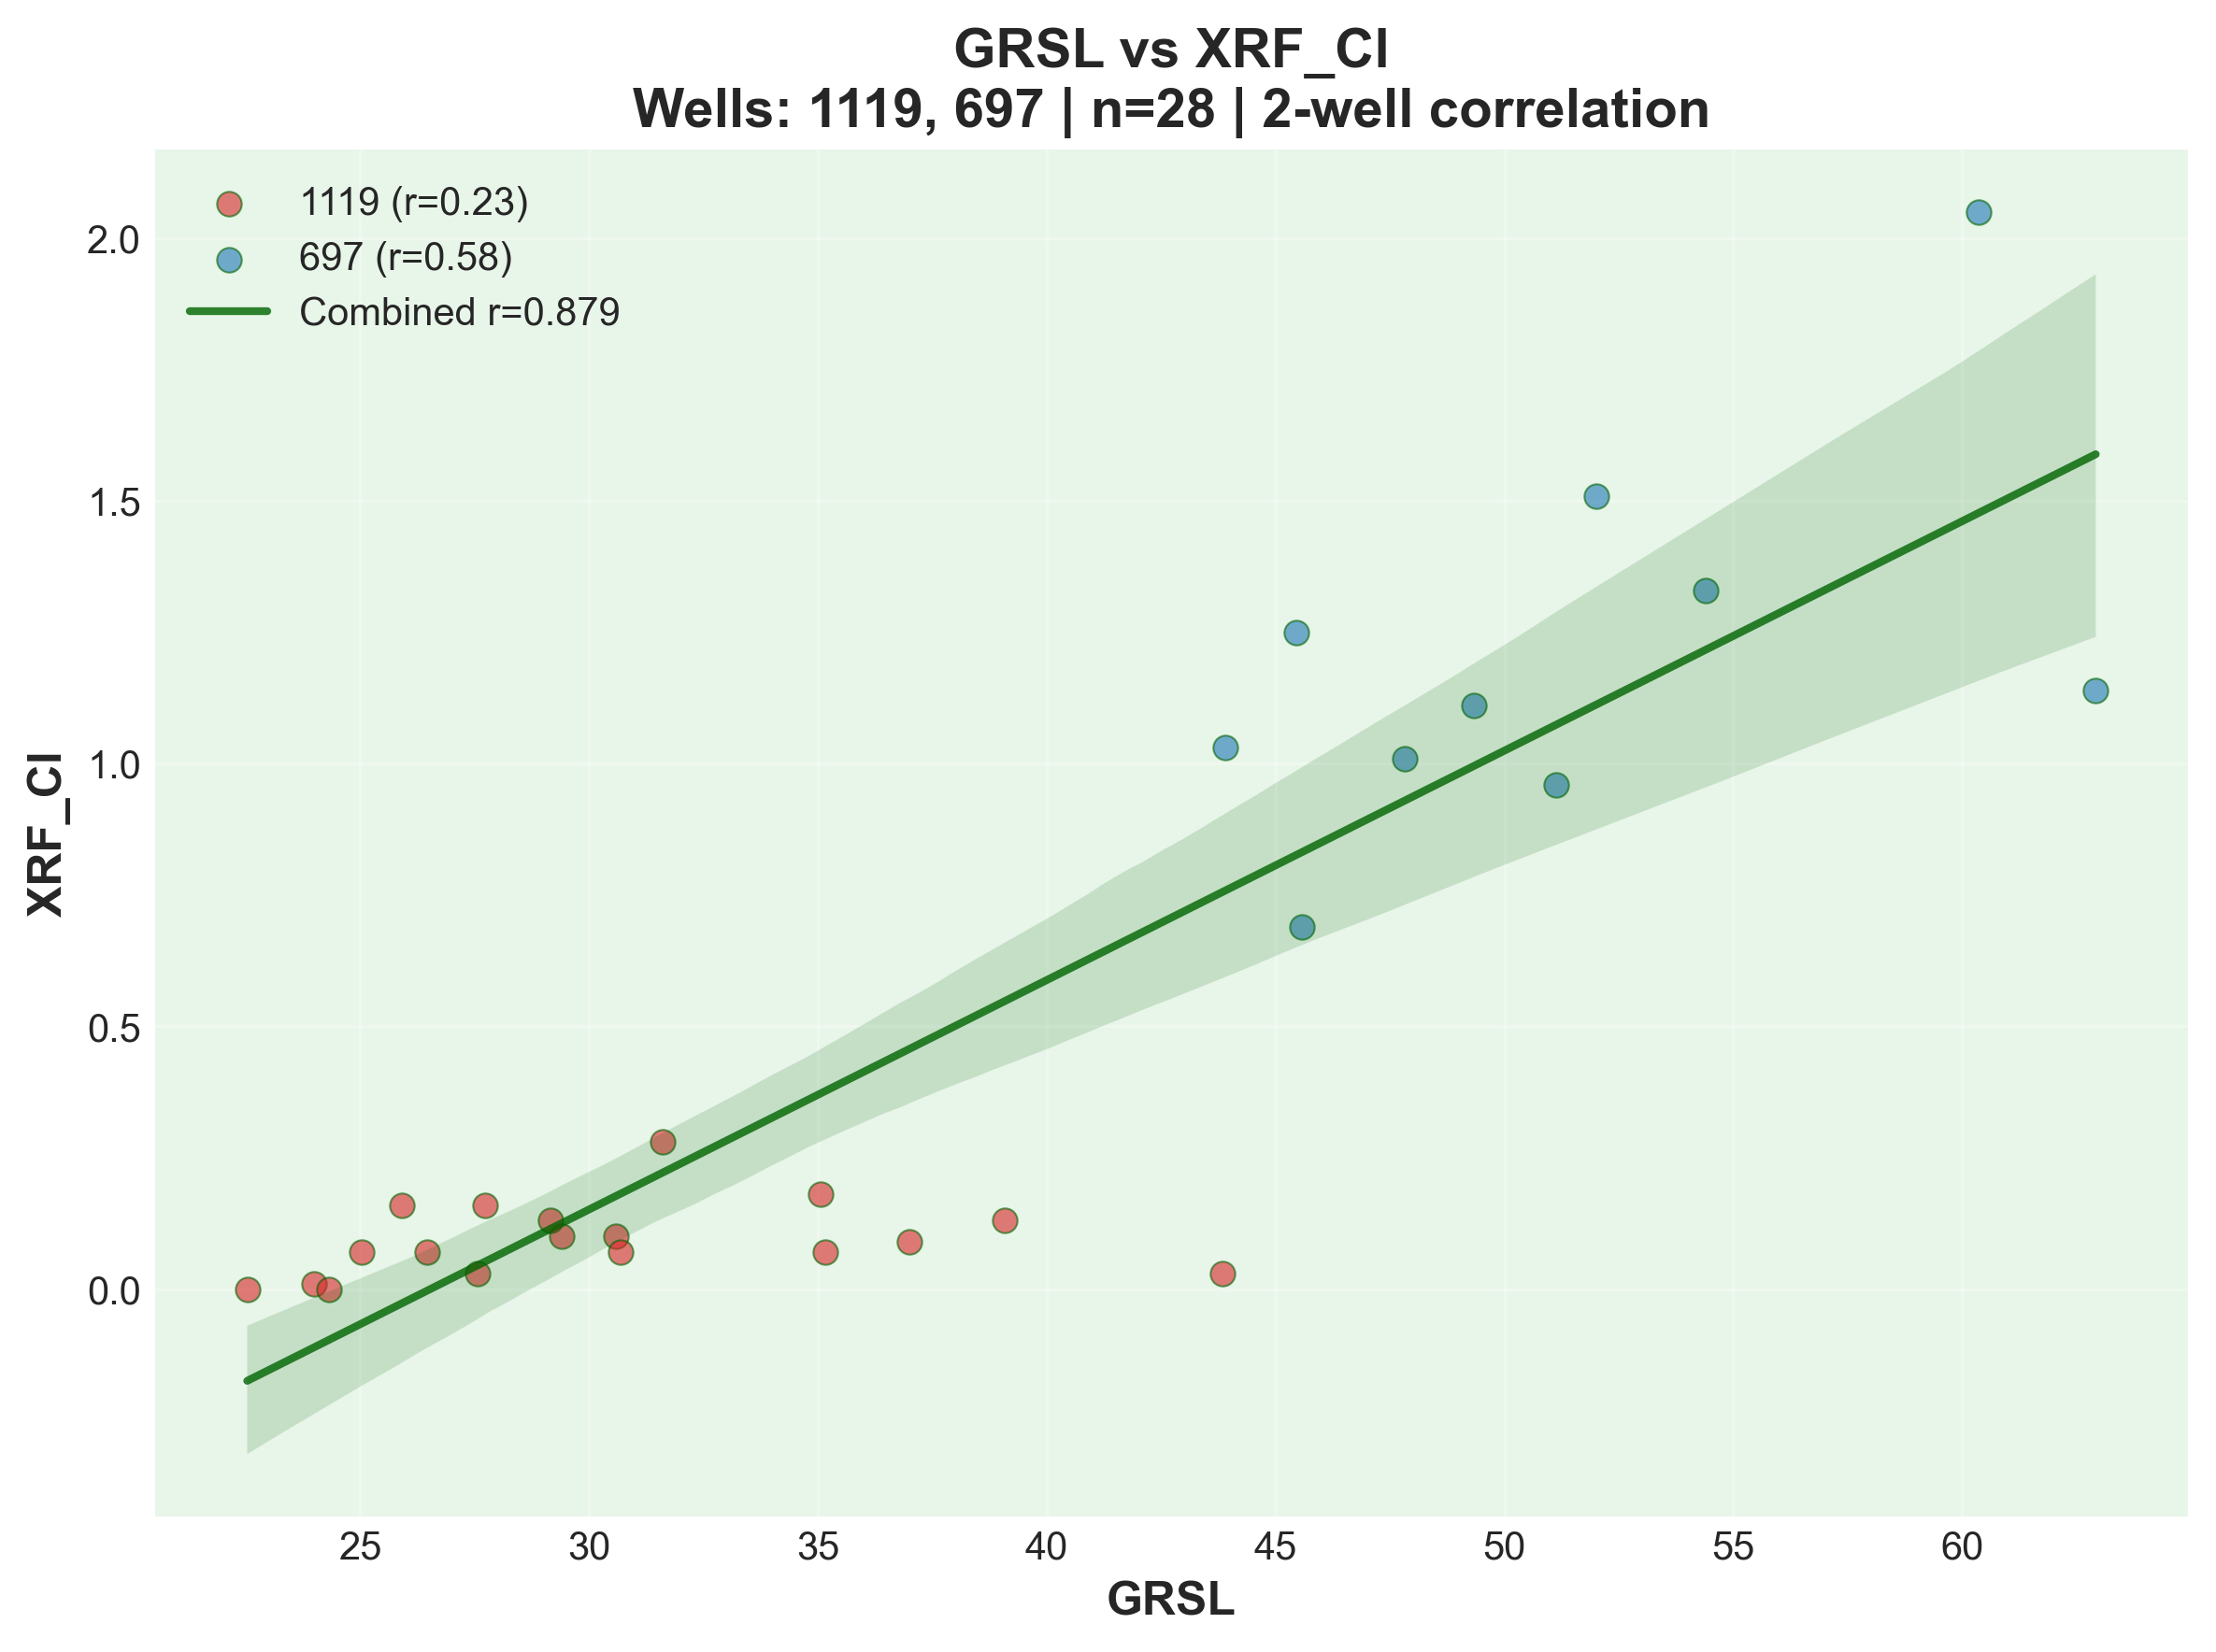 GRSL vs XRF_Cl
Wells: 1119, 697 | n=28 | 2-well correlation
1119 (r=0.23)
697 (r=0.58)
Combined r=0.879
XRF_Cl
2.0
1.5
1.0
0.5
0.0
25 30 35 40 45 50 55 60
GRSL